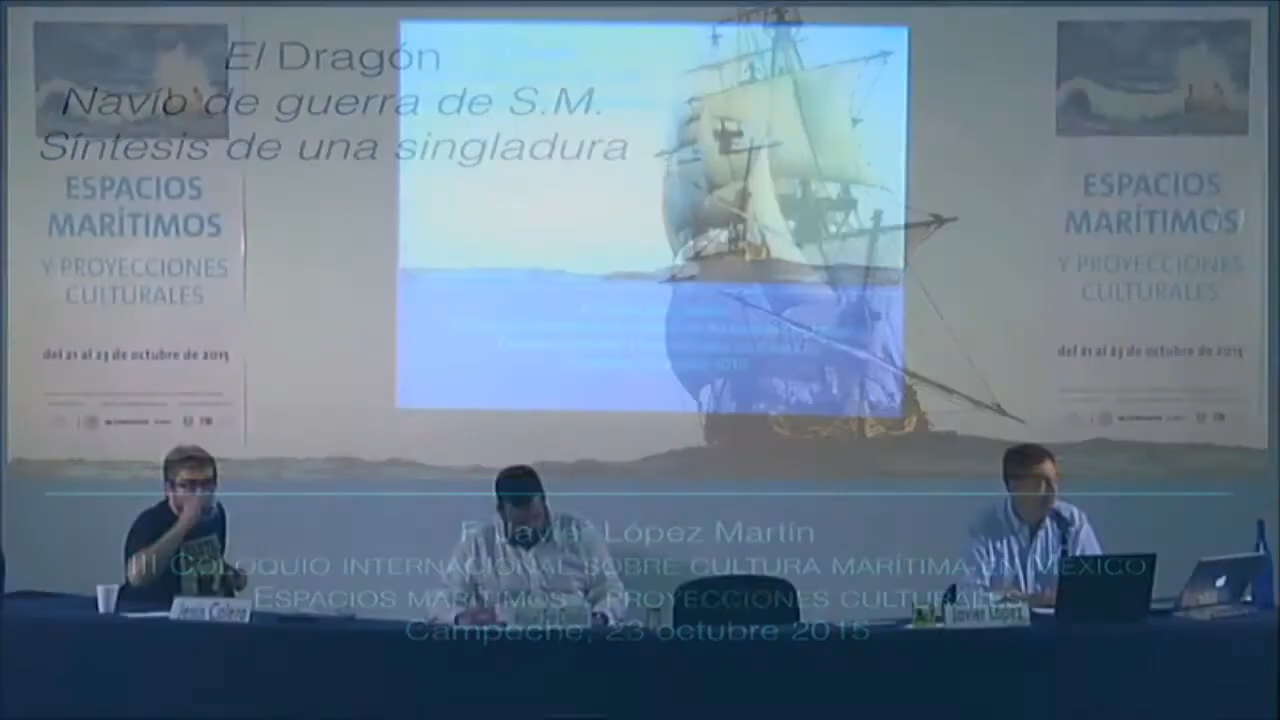 El Dragón
Navío de guerra de S.M.
Síntesis de una singladura
ESPACIOS
MARÍTIMOS
Y PROYECCIONES
CULTURALES
del 21 al 23 de octubre de 2015
ESPACIOS
MARÍTIMOS
Y PROYECCIONES
CULTURALES
del 21 al 23 de octubre de 2015
F. Javier López Martín
III COLOQUIO INTERNACIONAL SOBRE CULTURA MARÍTIMA EN MÉXICO
ESPACIOS MARÍTIMOS Y PROYECCIONES CULTURALES
Campeche, 23 octubre 2015
Javier López